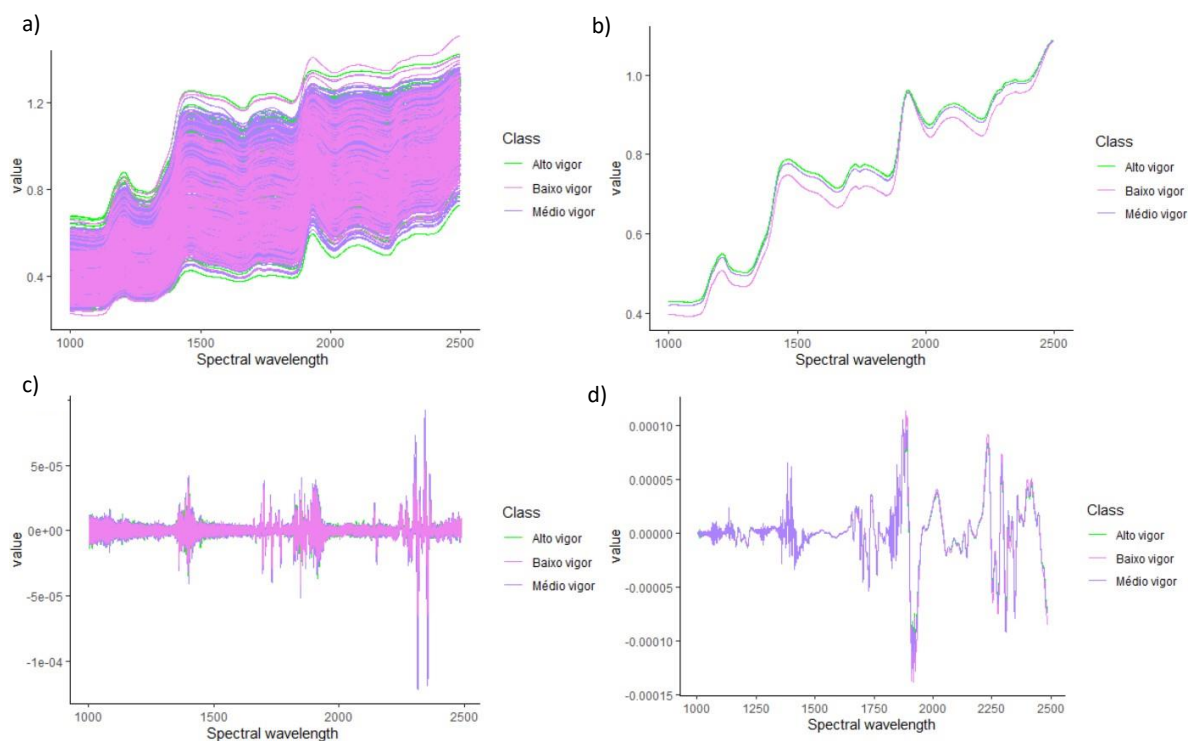 a)
value
1.2
0.8
0.4
1000
1500
2000
2500
Spectral wavelength
Class
Alto vigor
Baixo vigor
Médio vigor
b)
value
1.0
0.8
0.6
0.4
1000
1500
2000
2500
Spectral wavelength
Class
Alto vigor
Baixo vigor
Médio vigor
c)
value
5e-05
0e+00
-5e-05
-1e-04
1000
1500
2000
2500
Spectral wavelength
Class
Alto vigor
Baixo vigor
Médio vigor
d)
value
0.00010
0.00005
0.00000
-0.00005
-0.00010
-0.00015
1000
1250
1500
1750
2000
2250
2500
Spectral wavelength
Class
Alto vigor
Baixo vigor
Médio vigor